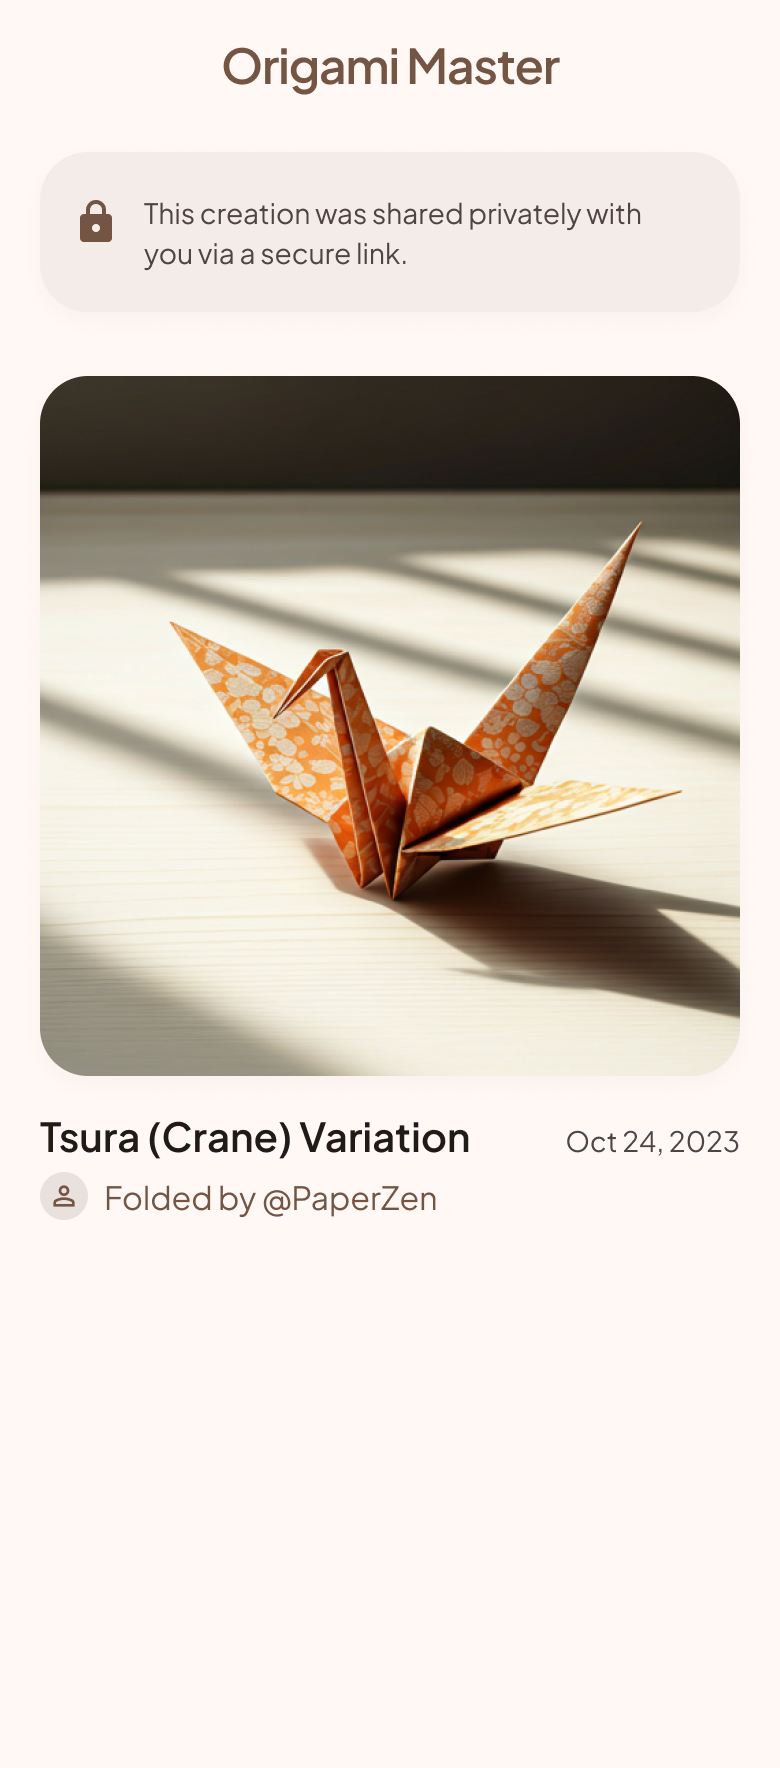 Origami Master
This creation was shared privately with
you via a secure link.
Tsura (Crane) Variation
Oct 24, 2023
Folded by @PaperZen